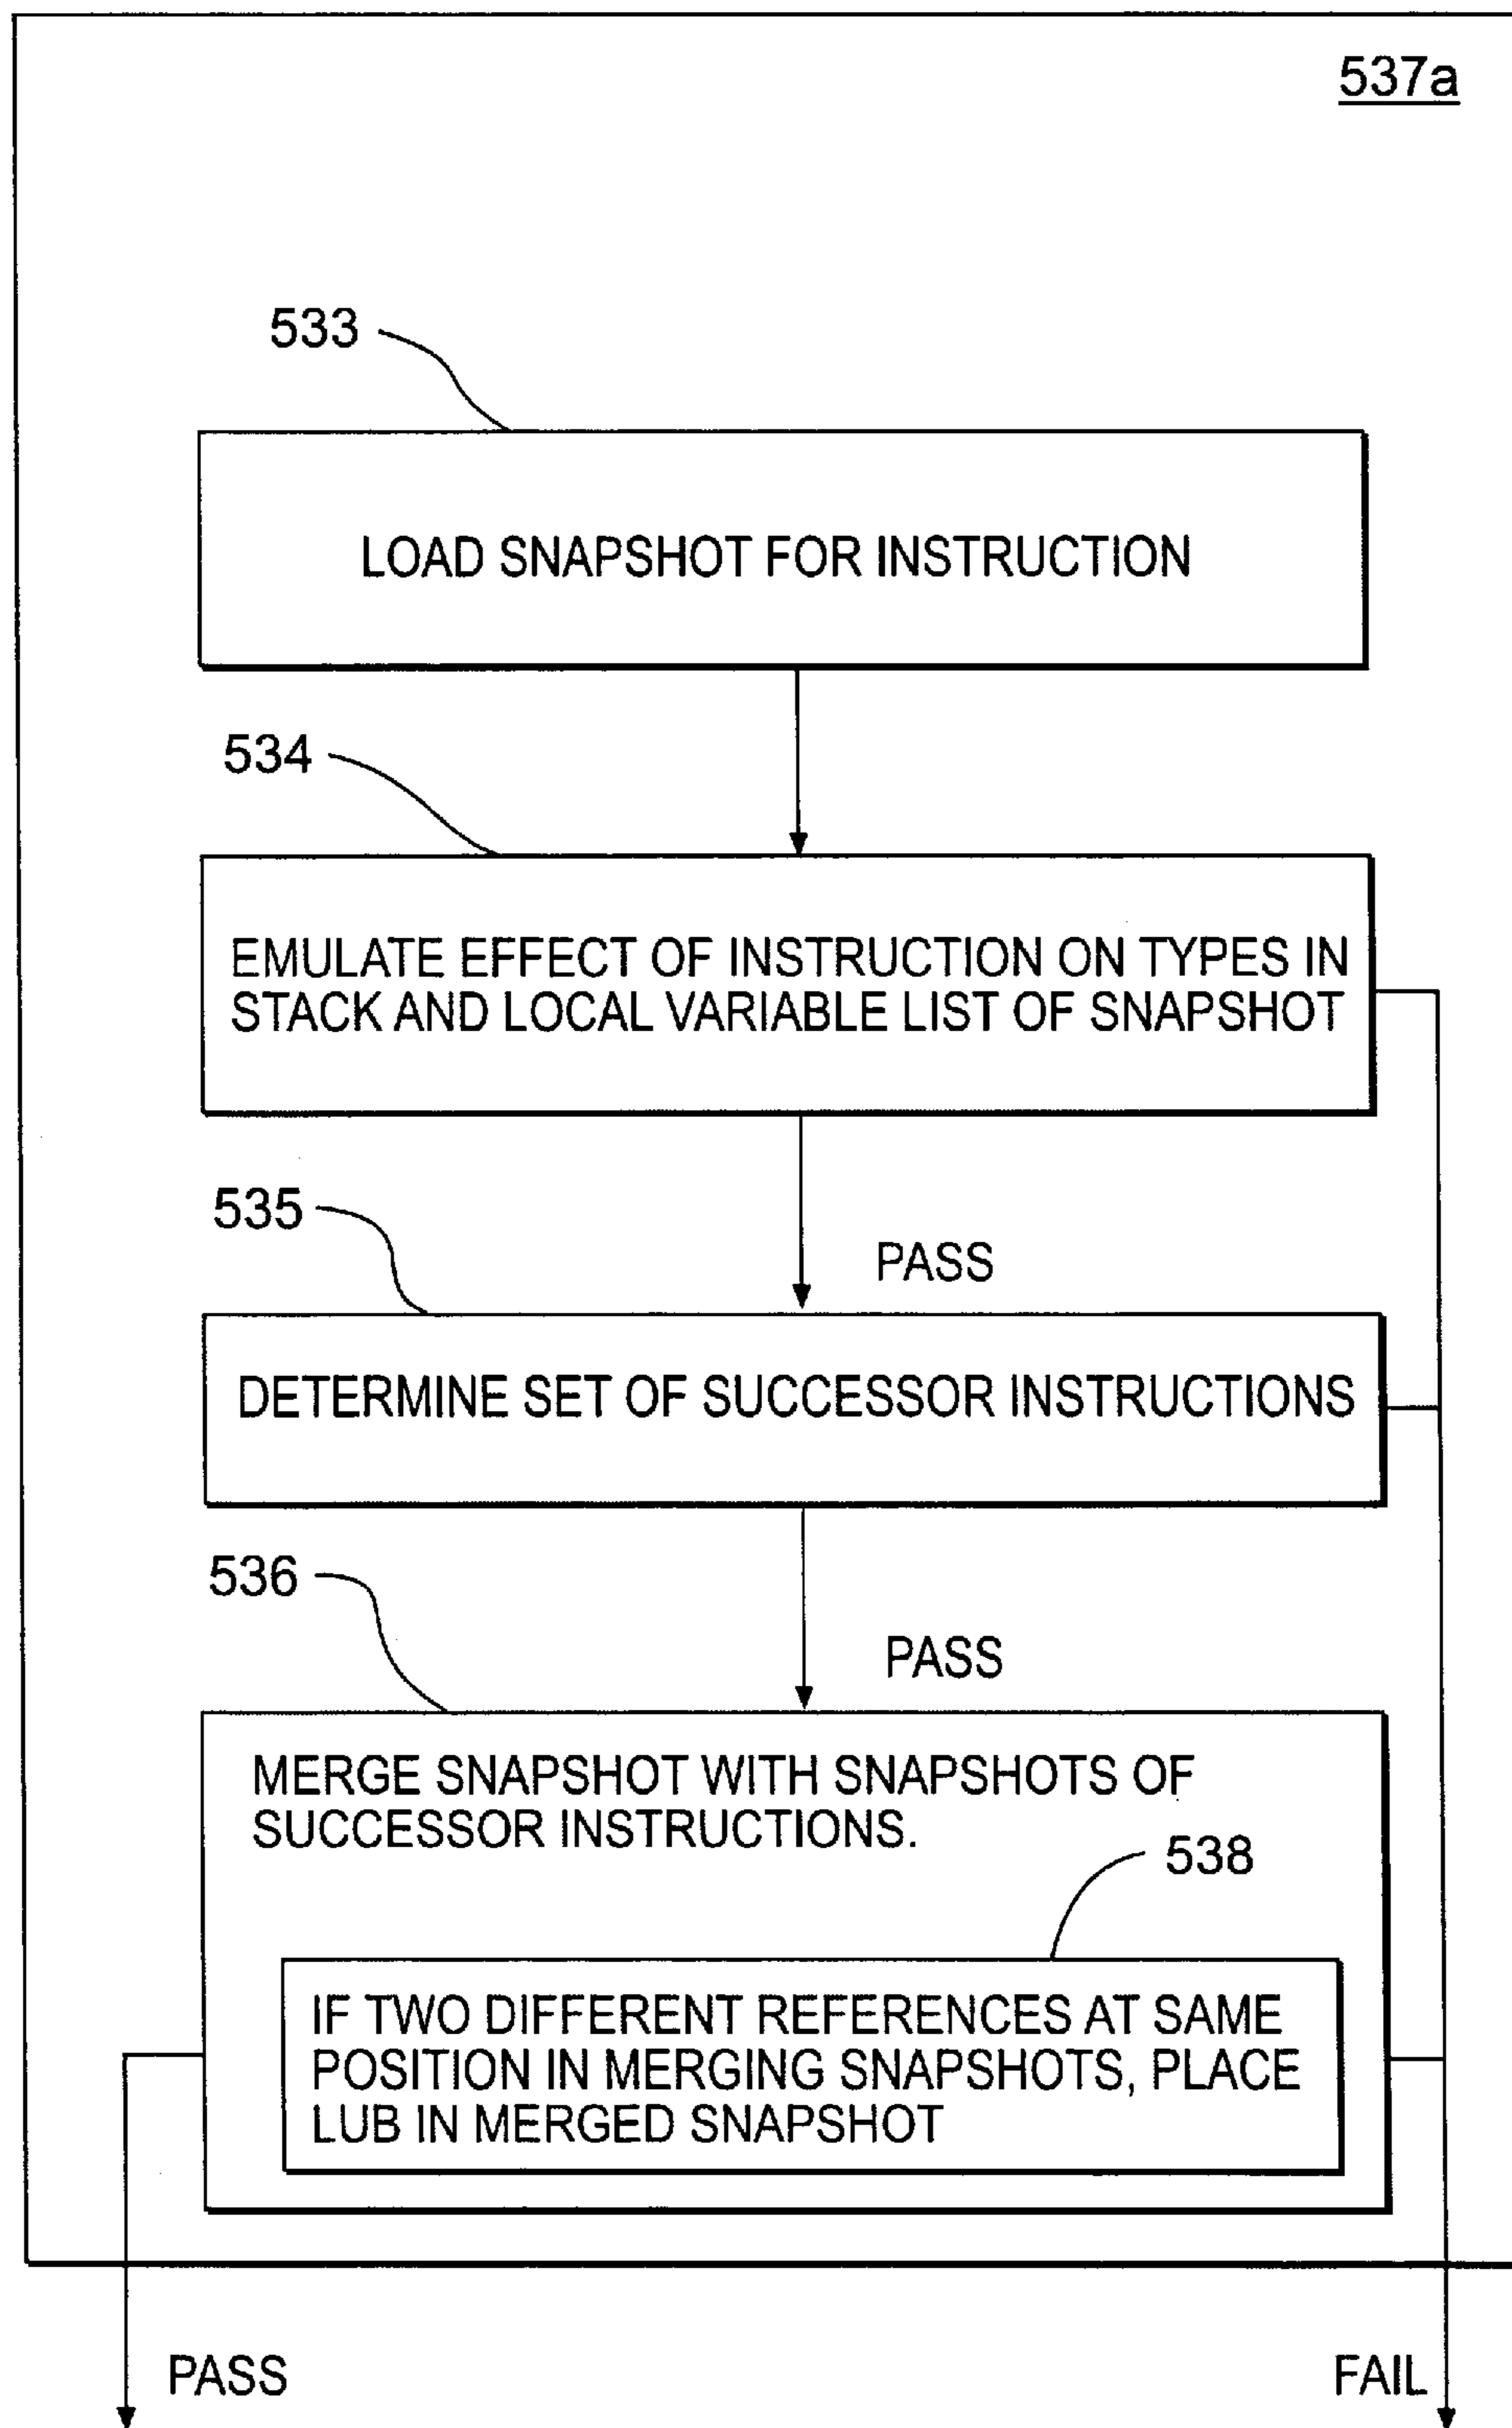 537a
533
LOAD SNAPSHOT FOR INSTRUCTION
534
EMULATE EFFECT OF INSTRUCTION ON TYPES IN
STACK AND LOCAL VARIABLE LIST OF SNAPSHOT
535
PASS
DETERMINE SET OF SUCCESSOR INSTRUCTIONS
536
PASS
MERGE SNAPSHOT WITH SNAPSHOTS OF
SUCCESSOR INSTRUCTIONS.
538
IF TWO DIFFERENT REFERENCES AT SAME
POSITION IN MERGING SNAPSHOTS, PLACE
LUB IN MERGED SNAPSHOT
PASS
FAIL